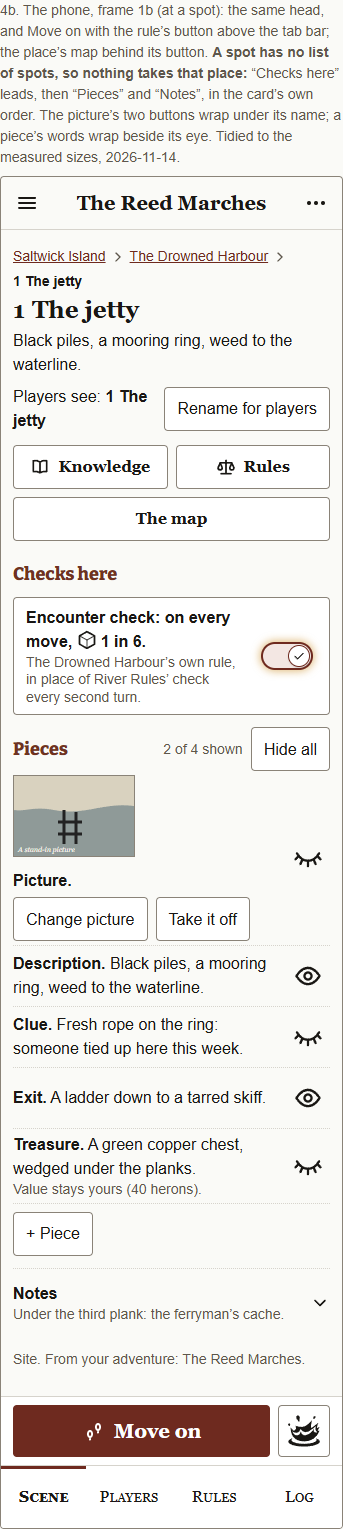 4b. The phone, frame 1b (at a spot): the same head,
and Move on with the rule's button above the tab bar;
the place's map behind its button. A spot has no list
of spots, so nothing takes that place: “Checks here”
leads, then “Pieces” and “Notes”, in the card's own
order. The picture's two buttons wrap under its name; a
piece's words wrap beside its eye. Tidied to the
measured sizes, 2026-11-14.
The Reed Marches
Saltwick Island > The Drowned Harbour >
1 The jetty
1 The jetty
Black piles, a mooring ring, weed to the
waterline.
Players see: 1 The
jetty
Rename for players
Knowledge
Rules
The map
Checks here
Encounter check: on every
move, 1 in 6.
The Drowned Harbour's own rule,
in place of River Rules' check
every second turn.
Pieces
2 of 4 shown
Hide all
A stand-in picture
Picture.
Change picture
Take it off
Description. Black piles, a mooring
ring, weed to the waterline.
Clue. Fresh rope on the ring:
someone tied up here this week.
Exit. A ladder down to a tarred skiff.
Treasure. A green copper chest,
wedged under the planks.
Value stays yours (40 herons).
+ Piece
Notes
Under the third plank: the ferryman's cache.
Site. From your adventure: The Reed Marches.
Move on
Scene
Players
Rules
Log